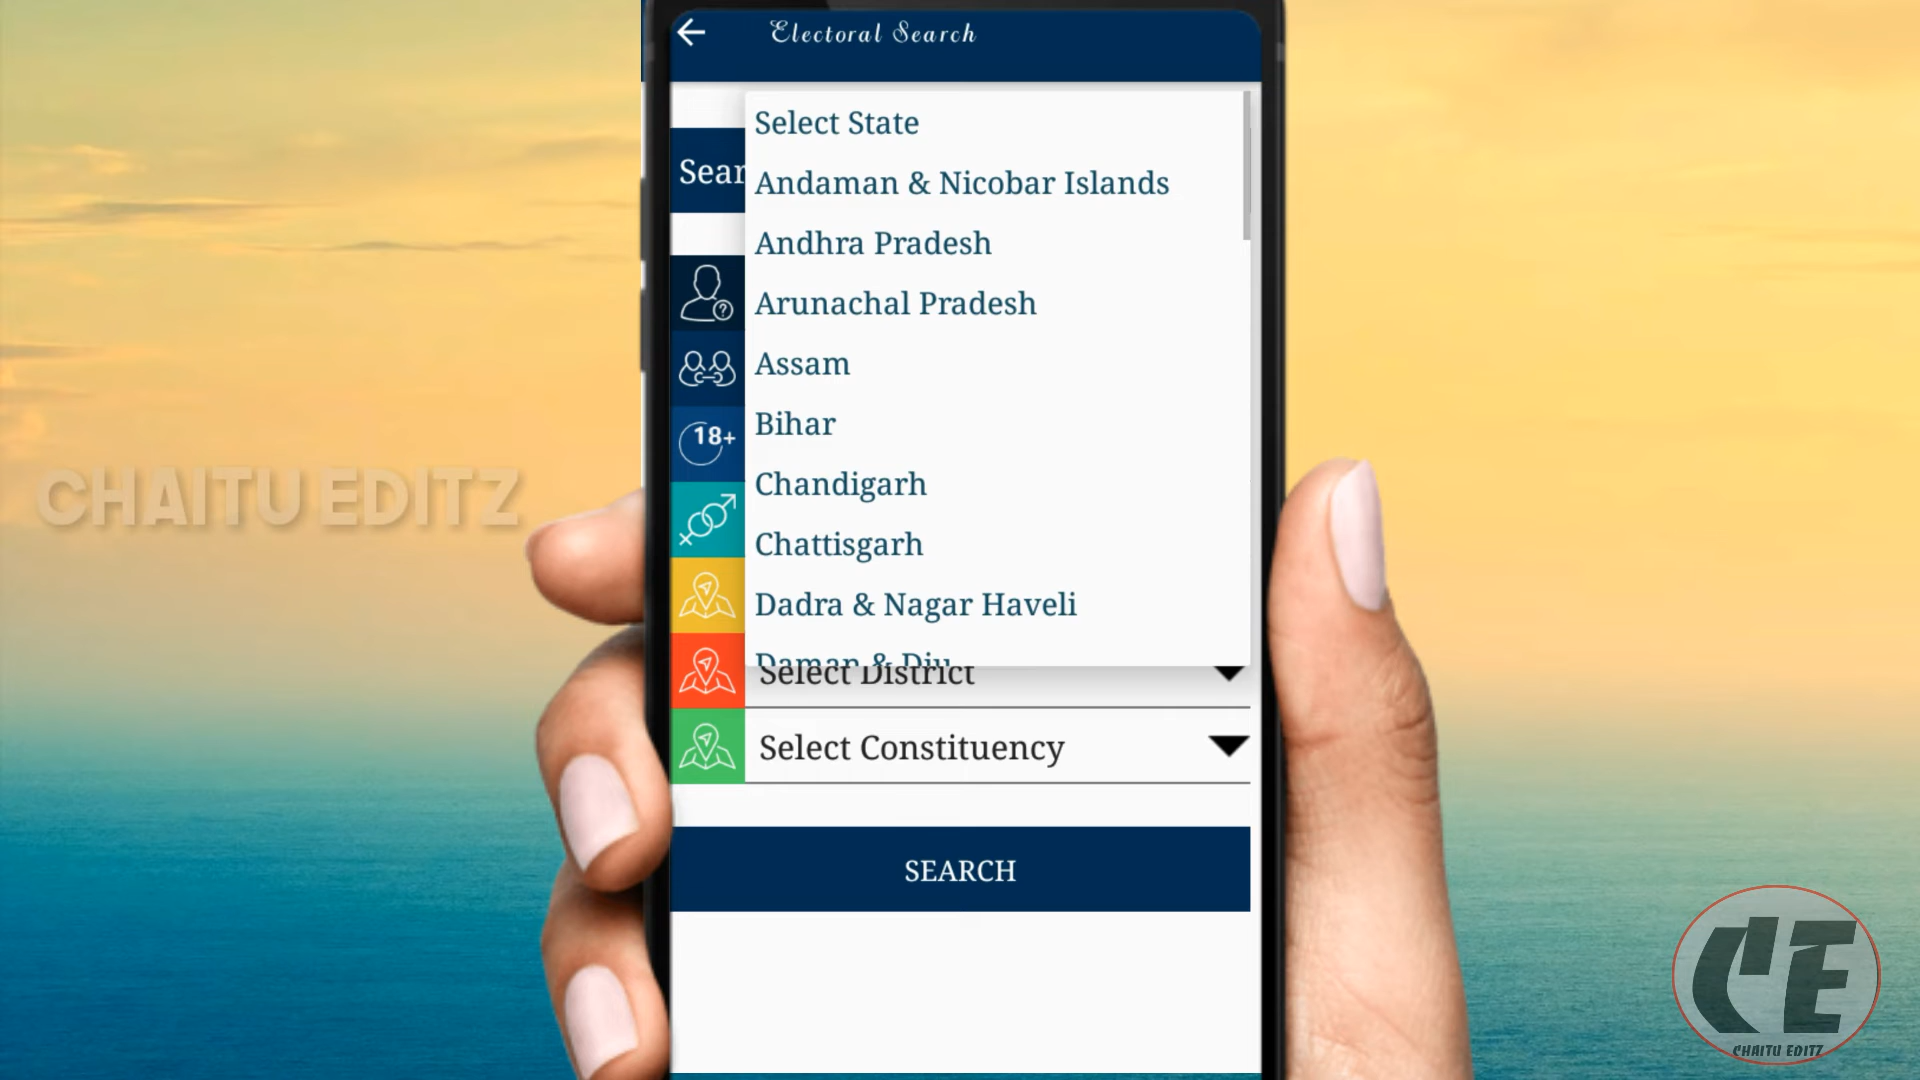 Electoral Search
Select State
Sear
Andaman & Nicobar Islands
Andhra Pradesh
Arunachal Pradesh
Assam
Bihar
18+
Chandigarh
CHAITU EDITZ
Chattisgarh
Dadra & Nagar Haveli
Daman & Diu
Select District
Select Constituency
SEARCH
CE
CHAITU EDITZ